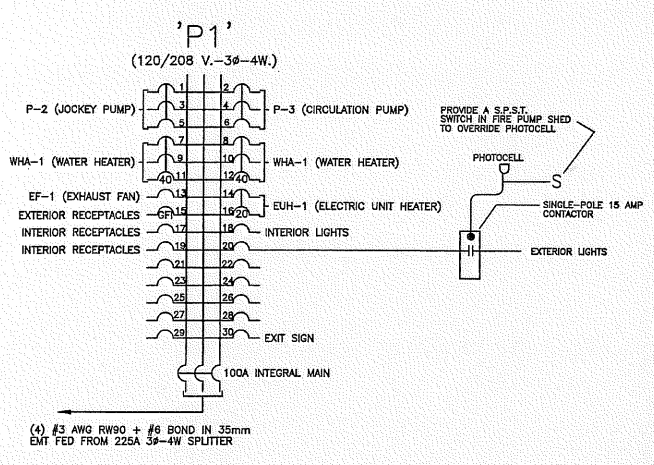 'P1'
(120/208 V.-3ø-4W.)
1 2
P-2 (JOCKEY PUMP) 3 4 P-3 (CIRCULATION PUMP)
5 6
7 8
WHA-1 (WATER HEATER) 9 10 WHA-1 (WATER HEATER)
40 11 12 40
EF-1 (EXHAUST FAN) 13 14
EUH-1 (ELECTRIC UNIT HEATER)
EXTERIOR RECEPTACLES GFI 15 16 20
INTERIOR RECEPTACLES 17 18 INTERIOR LIGHTS
INTERIOR RECEPTACLES 19 20
21 22
23 24
25 26
27 28
29 30 EXIT SIGN
100A INTEGRAL MAIN
(4) #3 AWG RW90 + #6 BOND IN 35mm
EMT FED FROM 225A 3ø-4W SPLITTER
PROVIDE A S.P.S.T.
SWITCH IN FIRE PUMP SHED
TO OVERRIDE PHOTOCELL
PHOTOCELL
S
SINGLE-POLE 15 AMP
CONTACTOR
EXTERIOR LIGHTS